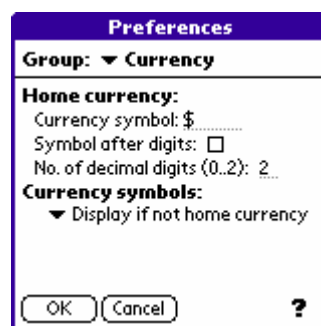 Preferences
Group: ▼ Currency
Home currency:
Currency symbol: $
Symbol after digits:
No. of decimal digits (0..2): 2
Currency symbols:
▼ Display if not home currency
OK Cancel ?